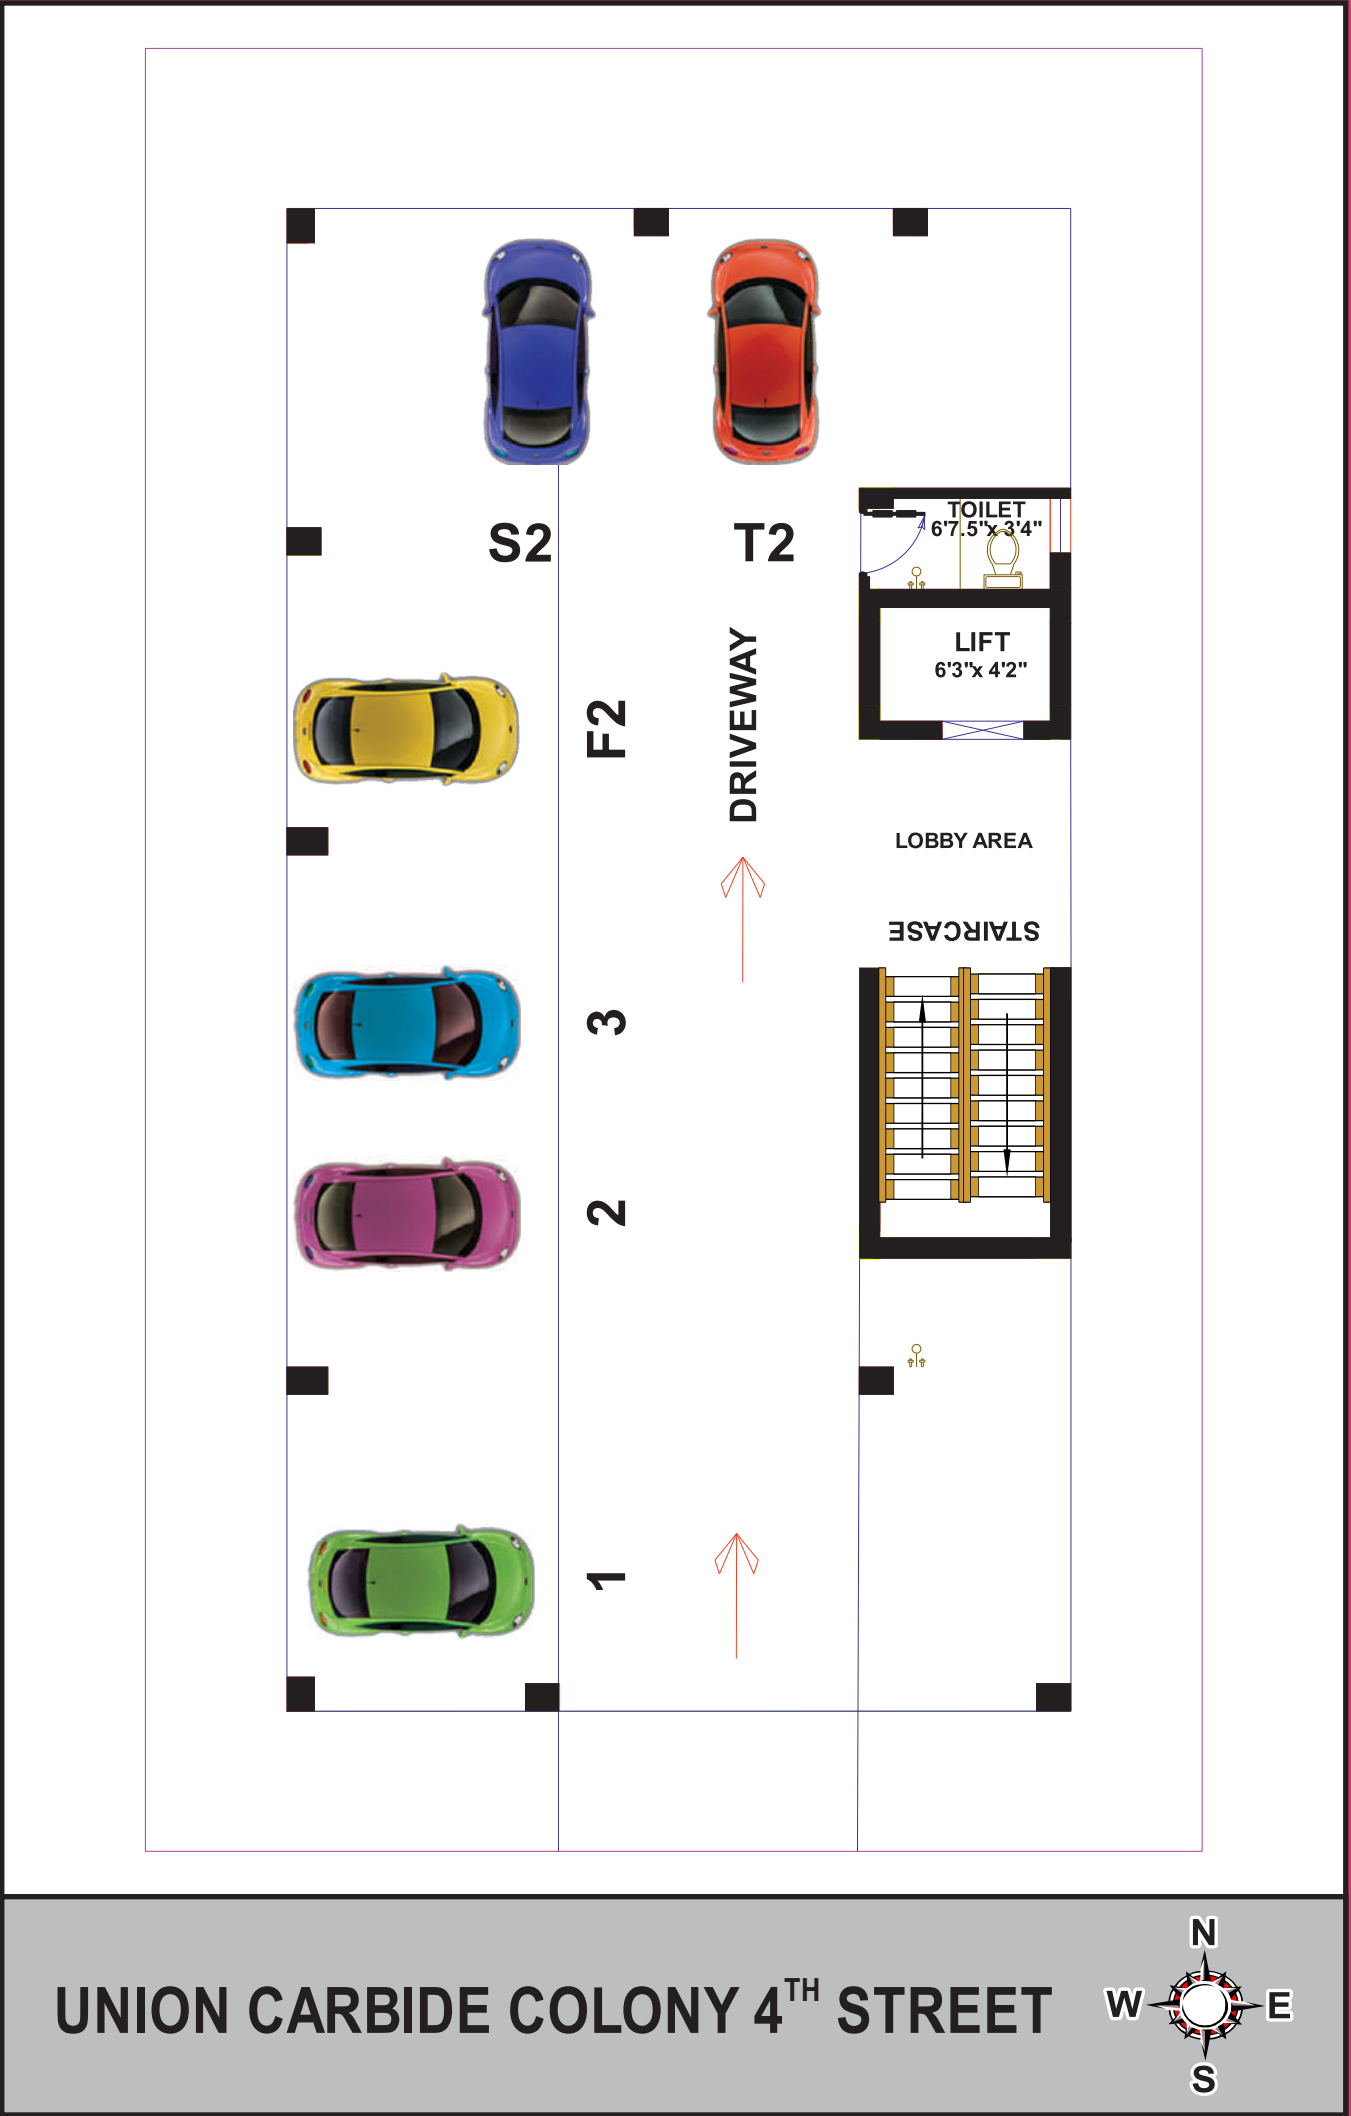 S2
T2
TOILET
6'7.5"x 3'4"
LIFT
6'3"x 4'2"
F2
DRIVEWAY
LOBBY AREA
STAIRCASE
3
2
1
UNION CARBIDE COLONY 4TH STREET
N
W
E
S